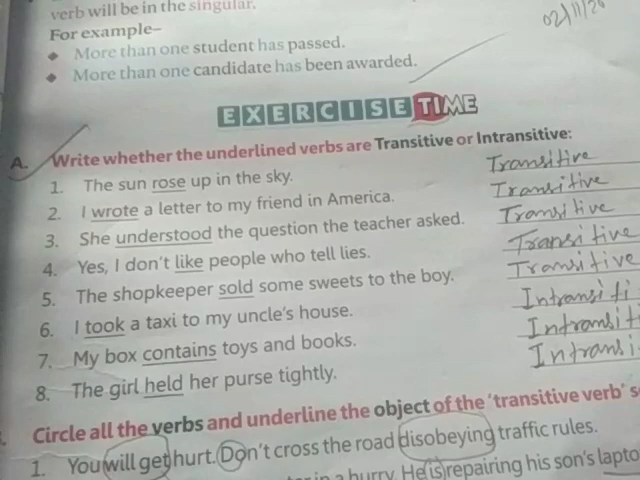 verb will be in the singular.
For example–
More than one student has passed.
More than one candidate has been awarded.
EXERCISE TIME
A. Write whether the underlined verbs are Transitive or Intransitive:
1. The sun rose up in the sky. Transitive
2. I wrote a letter to my friend in America. Transitive
3. She understood the question the teacher asked. Transitive
4. Yes, I don't like people who tell lies. Transitive
5. The shopkeeper sold some sweets to the boy. Transitive
6. I took a taxi to my uncle's house. Intransiti
7. My box contains toys and books. Intransiti
8. The girl held her purse tightly. Intransi
Circle all the verbs and underline the object of the 'transitive verb' s
1. You will get hurt. Don't cross the road disobeying traffic rules.
in a hurry. He is repairing his son's lapto